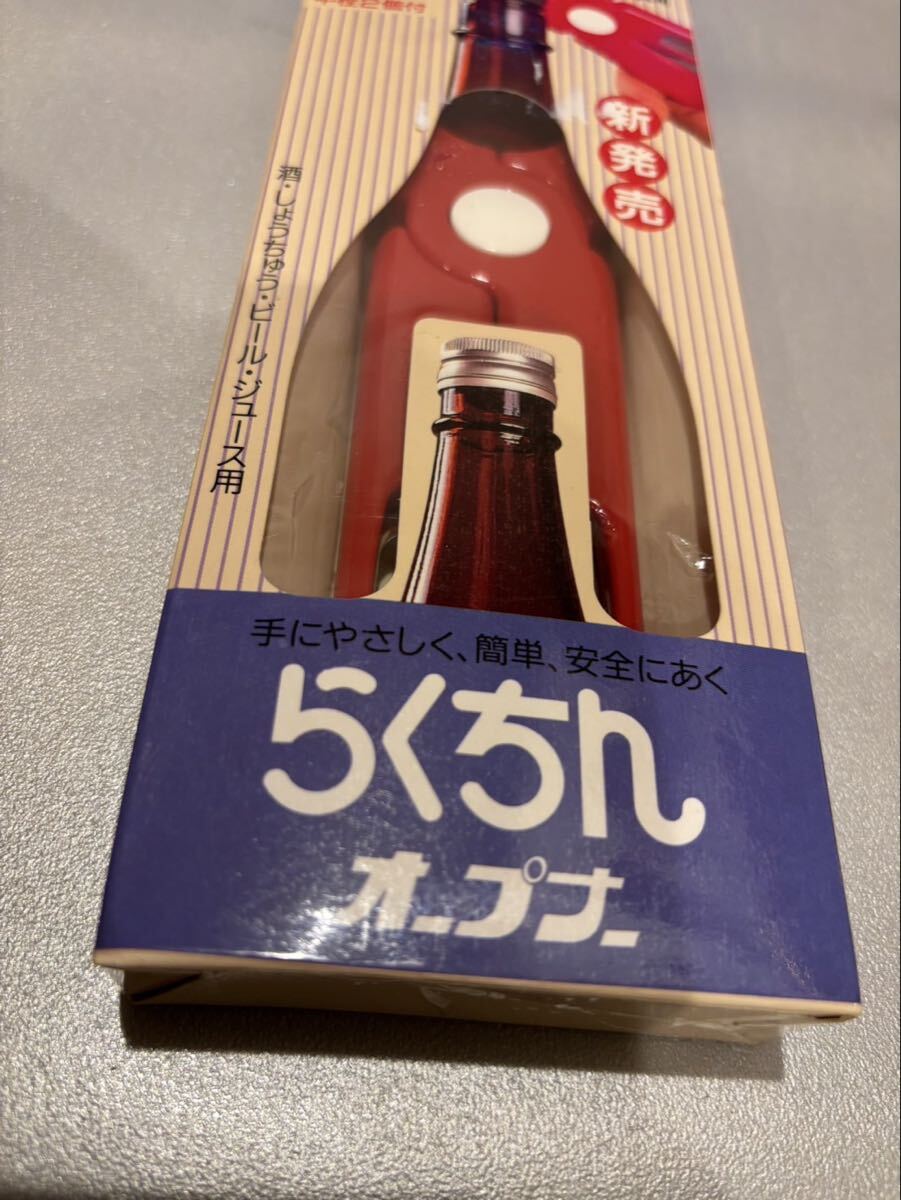 新発売
酒・しょうちゅう・ビール・ジュース用
手にやさしく、簡単、安全にあく
らくちん
オープナー